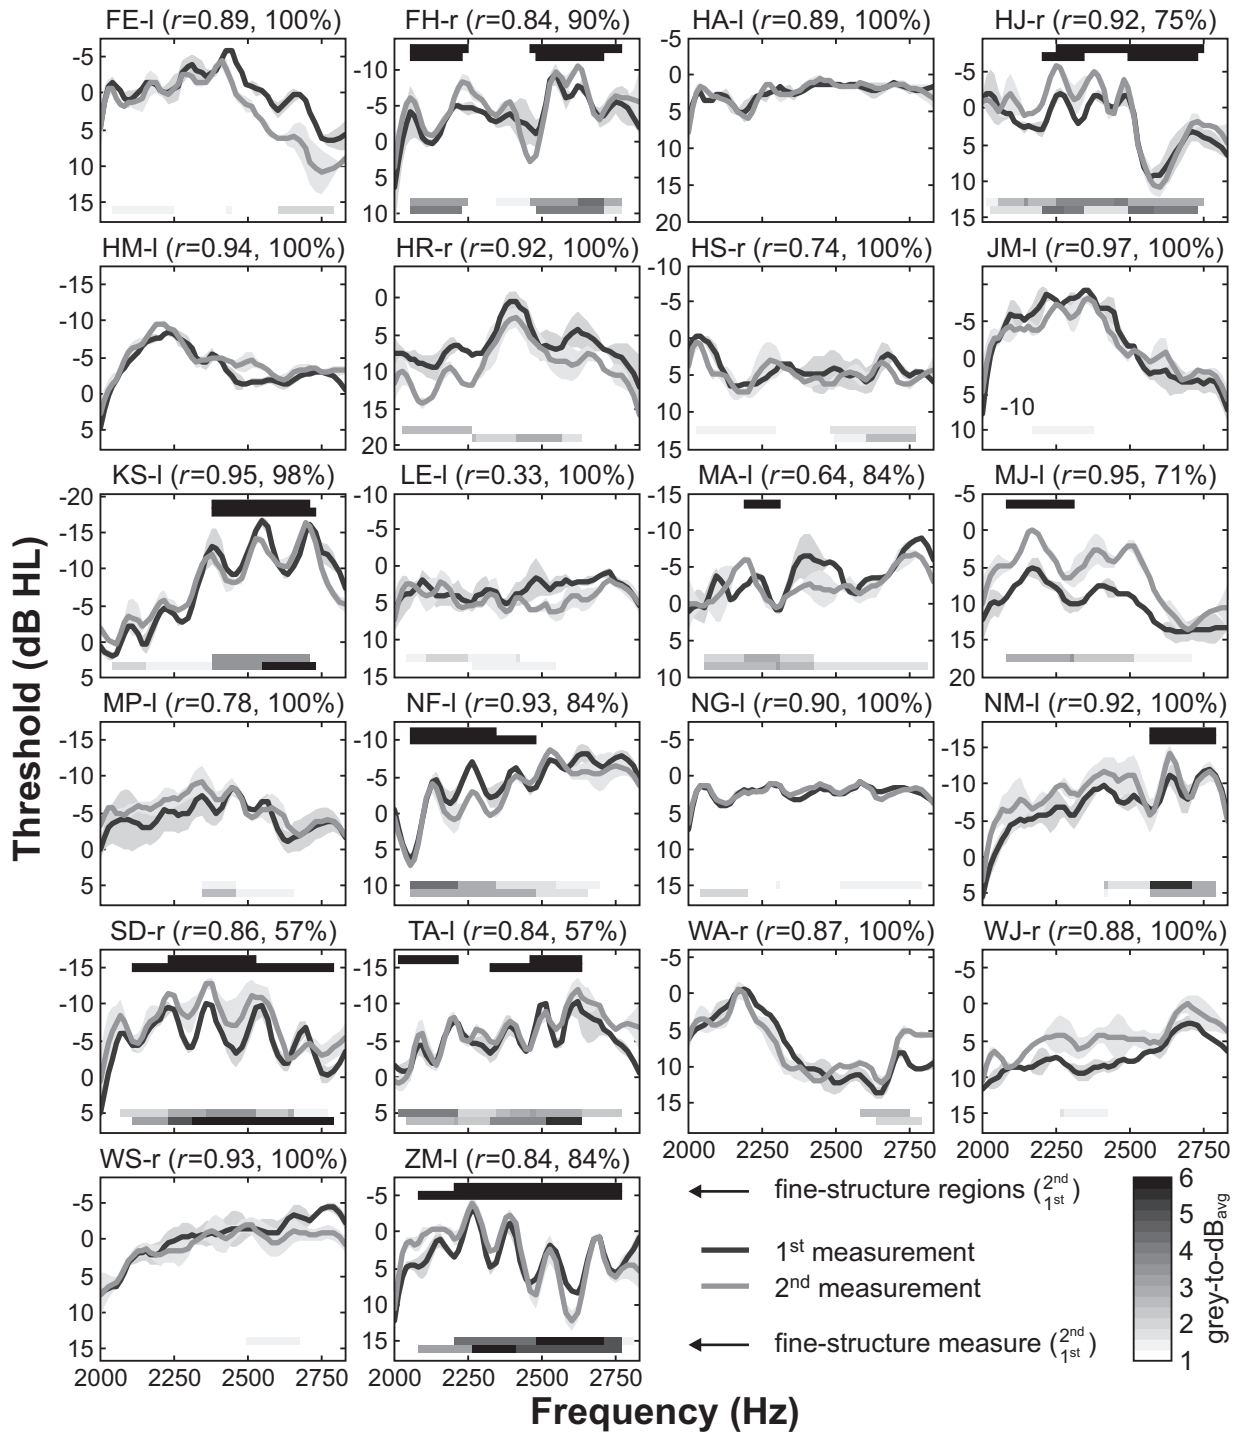 FE-l (r=0.89, 100%) FH-r (r=0.84, 90%) HA-l (r=0.89, 100%) HJ-r (r=0.92, 75%)
-5 0 5 10 15
-10 -5 0 5 10
-5 0 5 10 15 20
-5 0 5 10 15
HM-l (r=0.94, 100%) HR-r (r=0.92, 100%) HS-r (r=0.74, 100%) JM-l (r=0.97, 100%)
-15 -10 -5 0 5
0 5 10 15 20
-10 -5 0 5 10 15
-5 0 5 10
-10
KS-l (r=0.95, 98%) LE-l (r=0.33, 100%) MA-l (r=0.64, 84%) MJ-l (r=0.95, 71%)
-20 -15 -10 -5 0 5
-10 -5 0 5 10 15
-15 -10 -5 0 5 10
-5 0 5 10 15 20
MP-l (r=0.78, 100%) NF-l (r=0.93, 84%) NG-l (r=0.90, 100%) NM-l (r=0.92, 100%)
-15 -10 -5 0 5
-10 -5 0 5 10
-5 0 5 10 15
-15 -10 -5 0 5
SD-r (r=0.86, 57%) TA-l (r=0.84, 57%) WA-r (r=0.87, 100%) WJ-r (r=0.88, 100%)
-15 -10 -5 0 5
-15 -10 -5 0 5
-5 0 5 10 15
-5 0 5 10 15
2000 2250 2500 2750
2000 2250 2500 2750
WS-r (r=0.93, 100%) ZM-l (r=0.84, 84%)
-5 0 5 10 15
-5 0 5 10 15
2000 2250 2500 2750
2000 2250 2500 2750
Threshold (dB HL)
Frequency (Hz)
fine-structure regions (2nd 1st)
1st measurement
2nd measurement
fine-structure measure (2nd 1st)
6
5
4
3
2
1
grey-to-dBavg